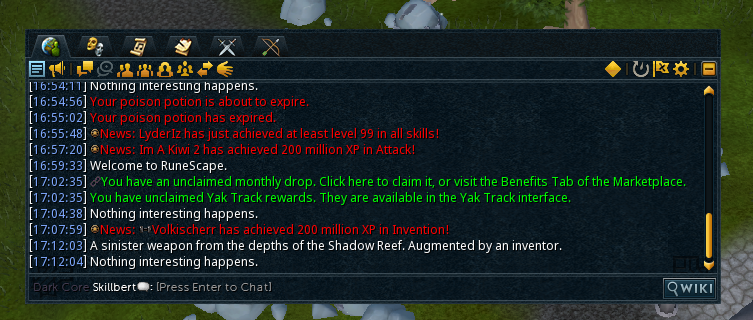 [16:54:11] Nothing interesting happens.
[16:54:56] Your poison potion is about to expire.
[16:55:02] Your poison potion has expired.
[16:55:48] News: LyderIz has just achieved at least level 99 in all skills!
[16:57:20] News: Im A Kiwi 2 has achieved 200 million XP in Attack!
[16:59:33] Welcome to RuneScape.
[17:02:35] You have an unclaimed monthly drop. Click here to claim it, or visit the Benefits Tab of the Marketplace.
[17:02:35] You have unclaimed Yak Track rewards. They are available in the Yak Track interface.
[17:04:38] Nothing interesting happens.
[17:07:59] News: Volkischerr has achieved 200 million XP in Invention!
[17:12:03] A sinister weapon from the depths of the Shadow Reef. Augmented by an inventor.
[17:12:04] Nothing interesting happens.
Dark Core Skillbert: [Press Enter to Chat]
WIKI